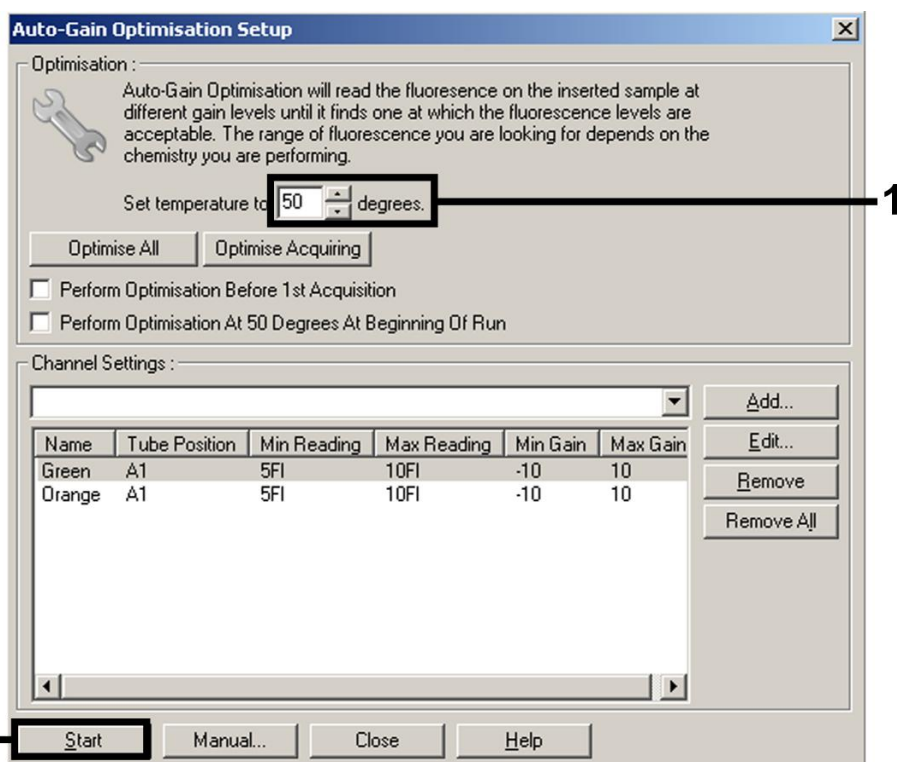 Auto-Gain Optimisation Setup
Optimisation :
Auto-Gain Optimisation will read the fluoresence on the inserted sample at
different gain levels until it finds one at which the fluorescence levels are
acceptable. The range of fluorescence you are looking for depends on the
chemistry you are performing.
Set temperature to 50 degrees.
1
Optimise All Optimise Acquiring
Perform Optimisation Before 1st Acquisition
Perform Optimisation At 50 Degrees At Beginning Of Run
Channel Settings :
Add...
Name Tube Position Min Reading Max Reading Min Gain Max Gain
Edit...
Green A1 5Fl 10Fl -10 10
Orange A1 5Fl 10Fl -10 10
Remove
Remove All
Start Manual... Close Help